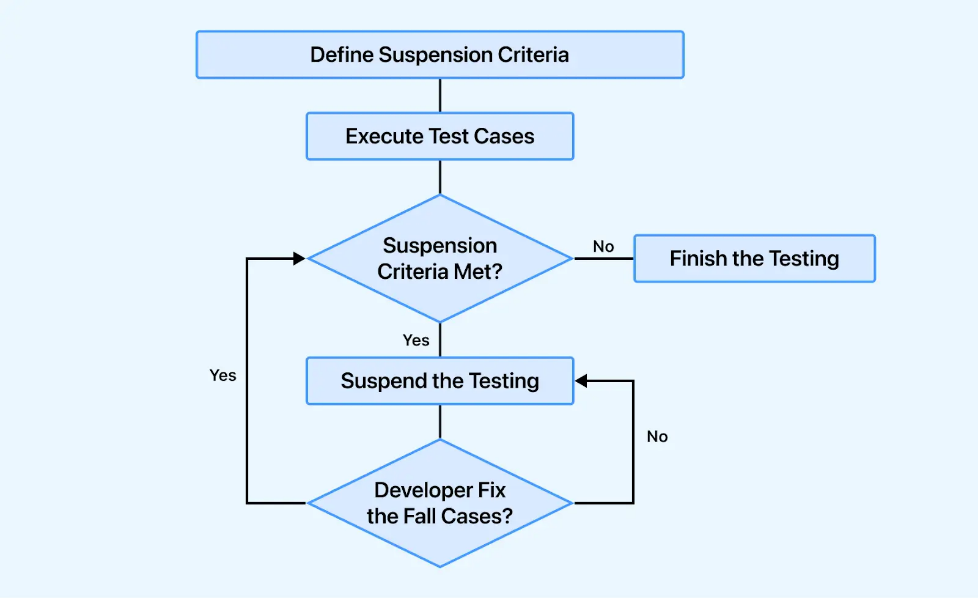 Define Suspension Criteria
Execute Test Cases
Suspension
Criteria Met?
No
Finish the Testing
Yes
Suspend the Testing
Yes
No
Developer Fix
the Fall Cases?